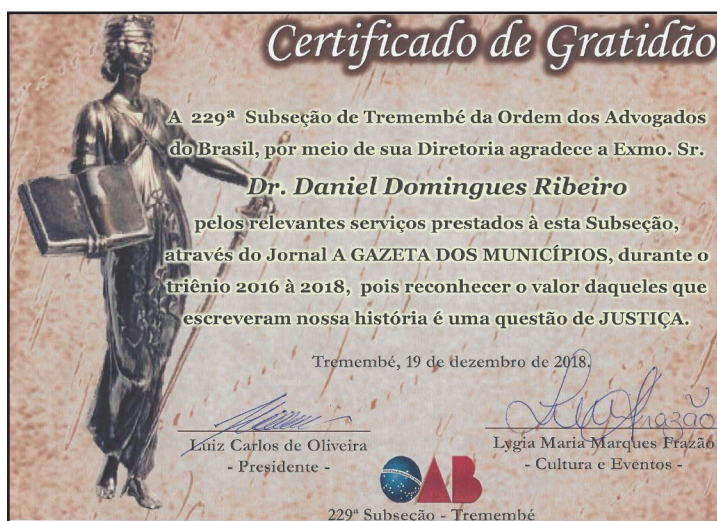 Certificado de Gratidão
A 229ª Subseção de Tremembé da Ordem dos Advogados
do Brasil, por meio de sua Diretoria agradece a Exmo. Sr.
Dr. Daniel Domingues Ribeiro
pelos relevantes serviços prestados à esta Subseção,
através do Jornal A GAZETA DOS MUNICÍPIOS, durante o
triênio 2016 à 2018, pois reconhecer o valor daqueles que
escreveram nossa história é uma questão de JUSTIÇA.
Tremembé, 19 de dezembro de 2018.
Luiz Carlos de Oliveira
- Presidente -
Lygia Maria Marques Frazão
- Cultura e Eventos -
OAB
229ª Subseção - Tremembé